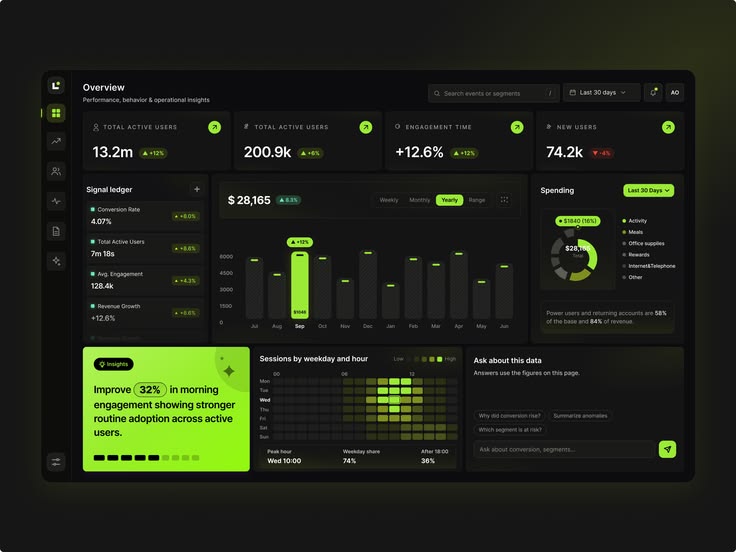 Overview
Performance, behavior & operational insights
Search events or segments
/
Last 30 days
AO
TOTAL ACTIVE USERS
13.2m
▲ +12%
TOTAL ACTIVE USERS
200.9k
▲ +6%
ENGAGEMENT TIME
+12.6%
▲ +12%
NEW USERS
74.2k
▼ -4%
Signal ledger
+
Conversion Rate
4.07%
▲ +8.0%
Total Active Users
7m 18s
▲ +8.6%
Avg. Engagement
128.4k
▲ +4.3%
Revenue Growth
+12.6%
▲ +8.6%
$ 28,165
▲ 8.3%
Weekly
Monthly
Yearly
Range
▲ +12%
6000
4500
3000
1500
0
$1840
Jul
Aug
Sep
Oct
Nov
Dec
Jan
Feb
Mar
Apr
May
Jun
Spending
Last 30 Days
$1840 (16%)
$28,165
Total
Activity
Meals
Office supplies
Rewards
Internet&Telephone
Other
Power users and returning accounts are 58%
of the base and 84% of revenue.
Insights
Improve 32% in morning
engagement showing stronger
routine adoption across active
users.
Sessions by weekday and hour
Low
High
00
06
12
Mon
Tue
Wed
Thu
Fri
Sat
Sun
Peak hour
Wed 10:00
Weekday share
74%
After 18:00
36%
Ask about this data
Answers use the figures on this page.
Why did conversion rise?
Summarize anomalies
Which segment is at risk?
Ask about conversion, segments...